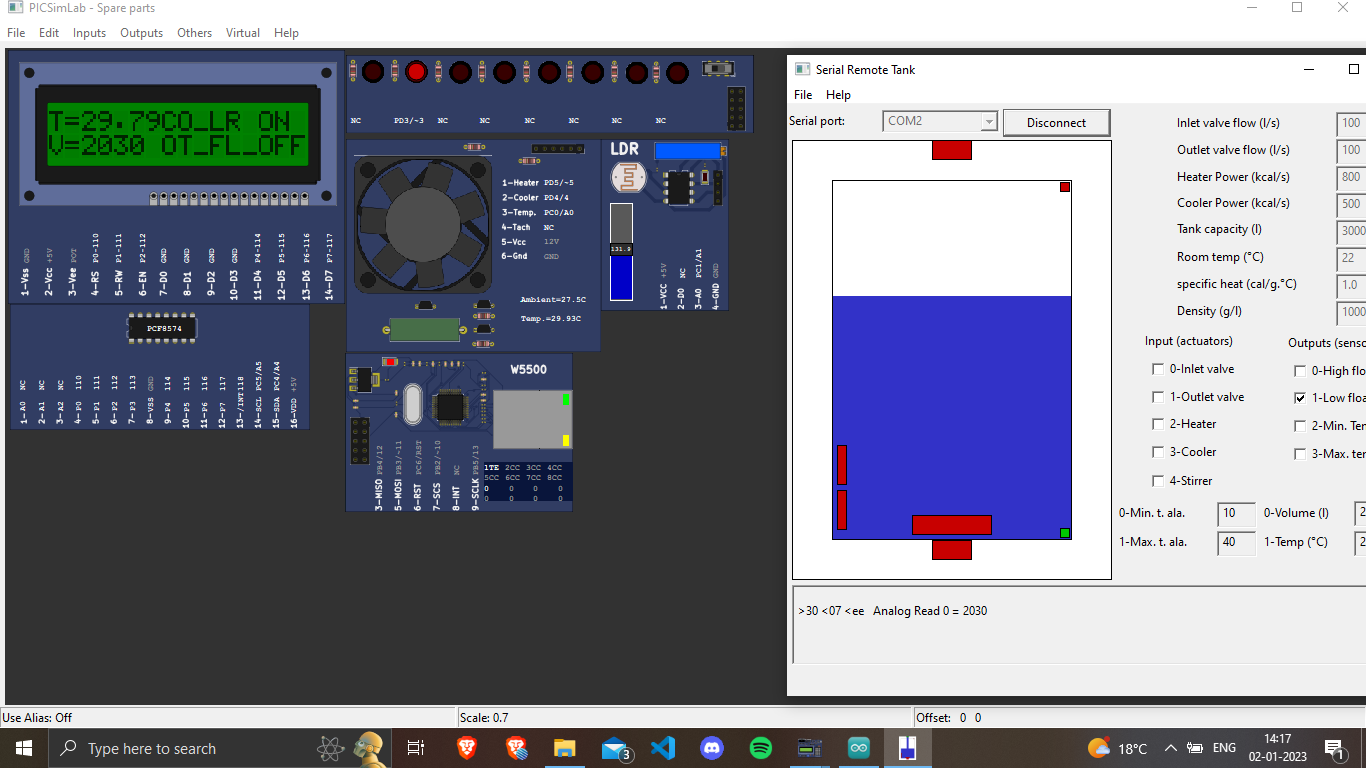 PICSimLab - Spare parts
File Edit Inputs Outputs Others Virtual Help
T=29.79CO_LR ON
V=2030 OT_FL_OFF
1-Vss GND
2-Vcc +5V
3-Vee POT
4-RS P0-110
5-RW P1-111
6-EN P2-112
7-D0 GND
8-D1 GND
9-D2 GND
10-D3 GND
11-D4 P4-114
12-D5 P5-115
13-D6 P6-116
14-D7 P7-117
PCF8574
1-A0 NC
2-A1 NC
3-A2 NC
4-P0 110
5-P1 111
6-P2 112
7-P3 113
8-VSS GND
9-P4 114
10-P5 115
11-P6 116
12-P7 117
13-/INT118
14-SCL PC5/A5
15-SDA PC4/A4
16-VDD +5V
NC PD3/~3 NC NC NC NC NC NC
1-Heater PD5/~5
2-Cooler PD4/4
3-Temp. PC0/A0
4-Tach NC
5-Vcc 12V
6-Gnd GND
Ambient=27.5C
Temp.=29.93C
LDR
131.9
1-VCC +5V
2-D0 NC
3-A0 PC1/A1
4-GND GND
W5500
3-MISO PB4/12
5-MOSI PB3/~11
6-RST PC6/RST
7-SCS PB2/~10
8-INT NC
9-SCLK PB5/13
1TE 2CC 3CC 4CC
5CC 6CC 7CC 8CC
0 0 0 0
0 0 0 0
Serial Remote Tank
File Help
Serial port: COM2 Disconnect
Inlet valve flow (l/s) 100
Outlet valve flow (l/s) 100
Heater Power (kcal/s) 800
Cooler Power (kcal/s) 500
Tank capacity (l) 3000
Room temp (°C) 22
specific heat (cal/g.°C) 1.0
Density (g/l) 1000
Input (actuators) Outputs (senso
0-Inlet valve 0-High flo
1-Outlet valve 1-Low floa
2-Heater 2-Min. Ter
3-Cooler 3-Max. ter
4-Stirrer
0-Min. t. ala. 10 0-Volume (l) 2
1-Max. t. ala. 40 1-Temp (°C) 2
>30 <07 <ee Analog Read 0 = 2030
Use Alias: Off Scale: 0.7 Offset: 0 0
Type here to search
3
18°C
ENG
14:17
02-01-2023
1